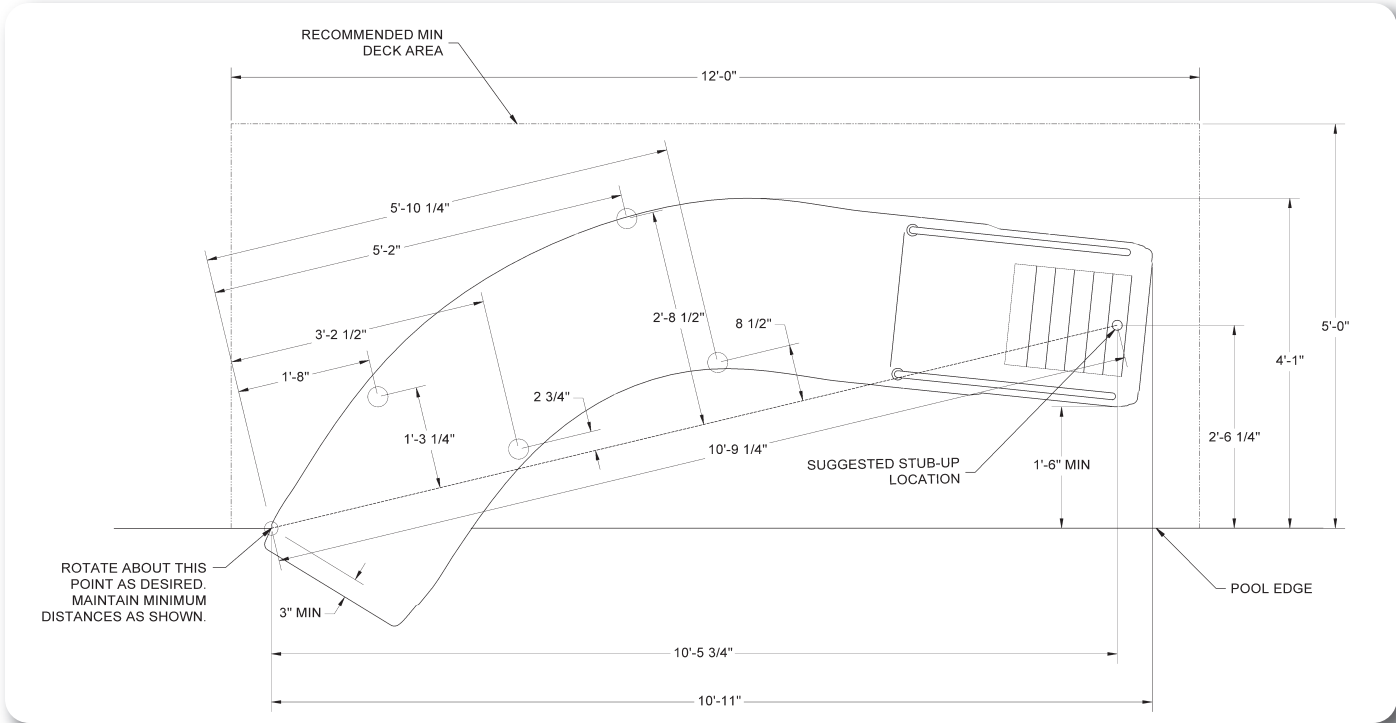 RECOMMENDED MIN
DECK AREA
12'-0"
5'-10 1/4"
5'-2"
3'-2 1/2"
1'-8"
2'-8 1/2"
8 1/2"
5'-0"
4'-1"
2 3/4"
1'-3 1/4"
10'-9 1/4"
2'-6 1/4"
SUGGESTED STUB-UP
LOCATION
1'-6" MIN
ROTATE ABOUT THIS
POINT AS DESIRED.
MAINTAIN MINIMUM
DISTANCES AS SHOWN.
3" MIN
POOL EDGE
10'-5 3/4"
10'-11"